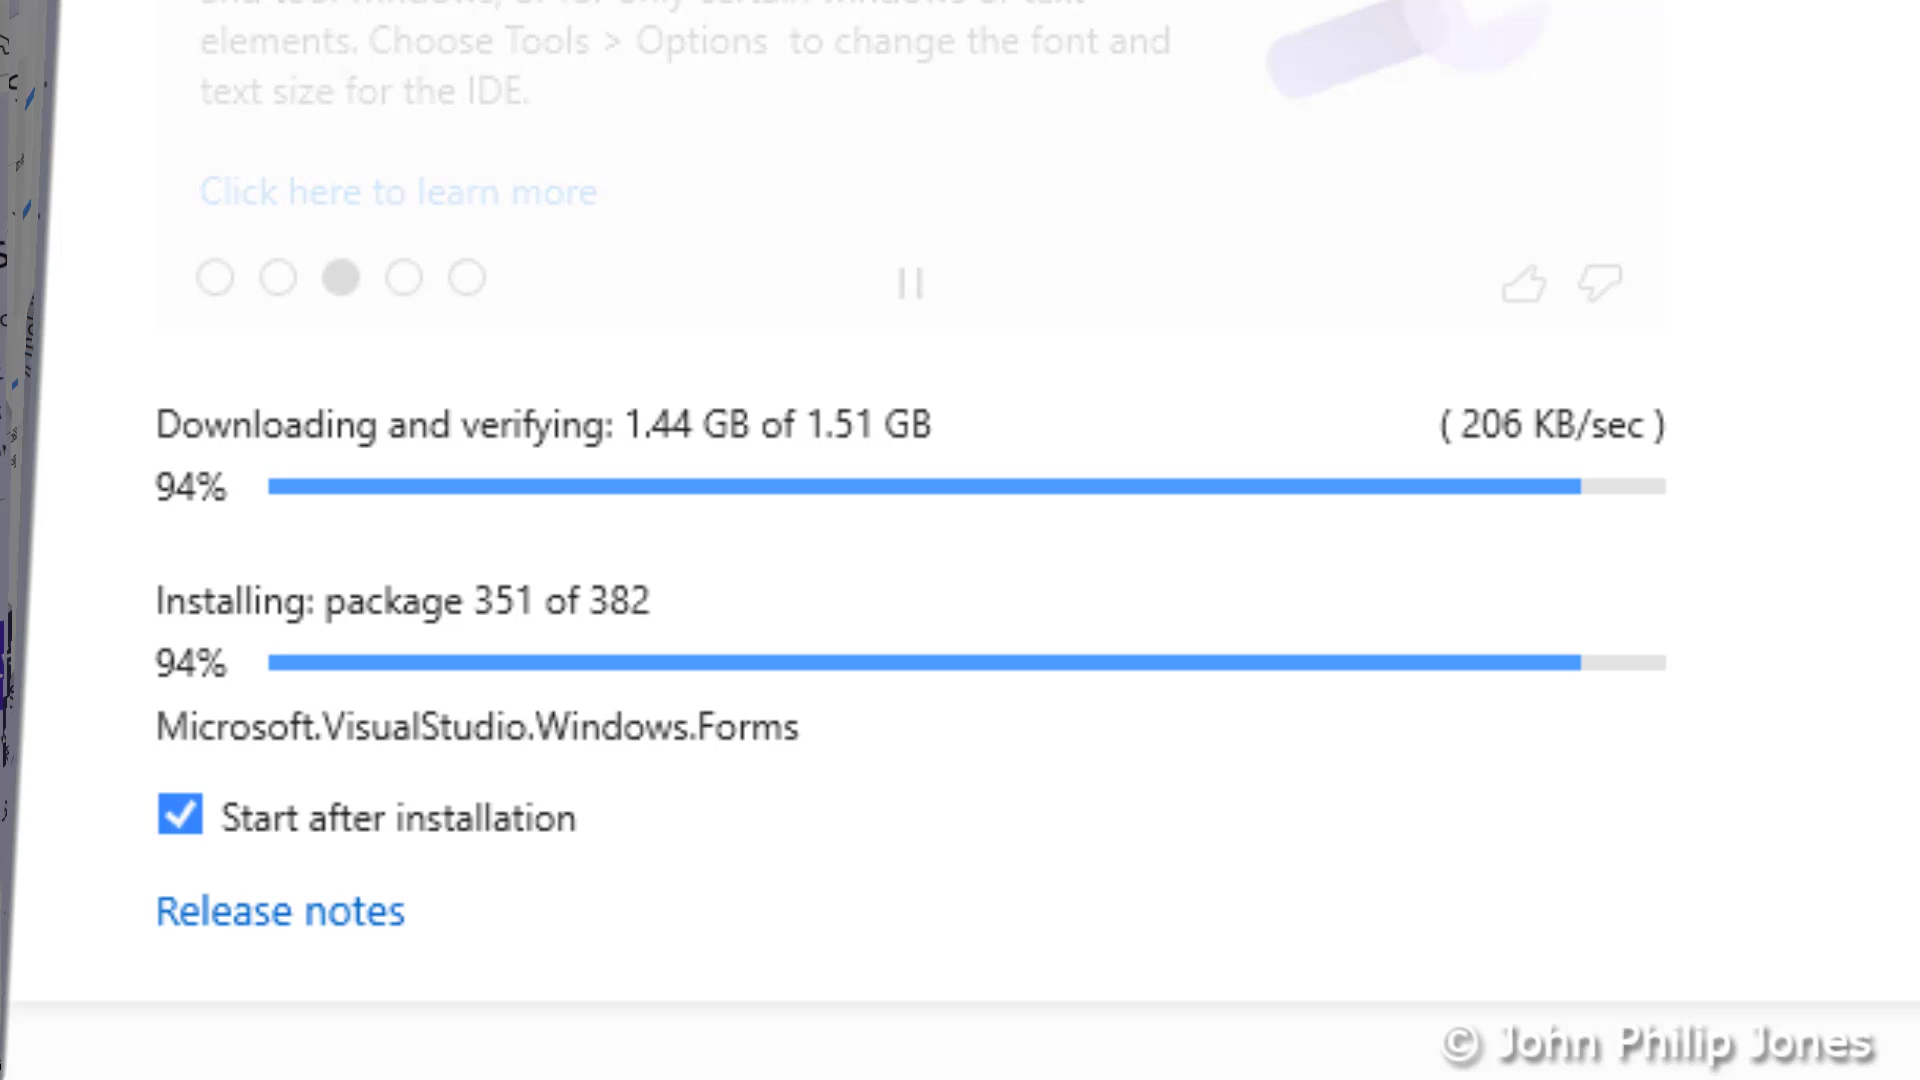 elements. Choose Tools > Options to change the font and
text size for the IDE.
Click here to learn more
Downloading and verifying: 1.44 GB of 1.51 GB
( 206 KB/sec )
94%
Installing: package 351 of 382
94%
Microsoft.VisualStudio.Windows.Forms
Start after installation
Release notes
© John Philip Jones